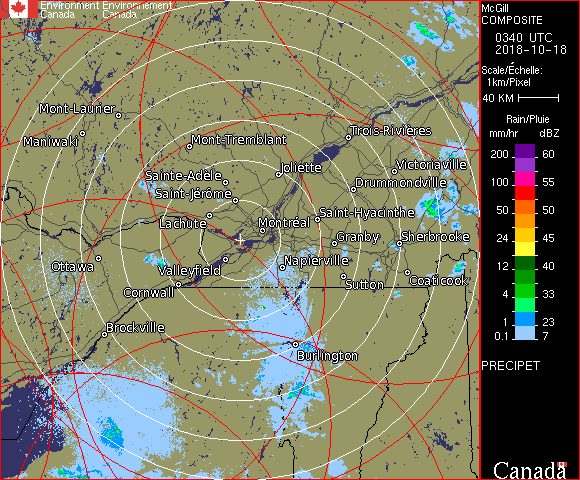 Environment Environnement
Canada Canada
McGill
COMPOSITE
0340 UTC
2018-10-18
Scale/Échelle:
1km/Pixel
40 KM
Rain/Pluie
mm/hr dBZ
200 60
155 55
100 55
50 50
24 45
12 40
4 33
1 23
0.1 7
PRECIPET
Mont-Laurier
Maniwaki
Mont-Tremblant
Trois-Rivières
Sainte-Adèle
Joliette
Victoriaville
Saint-Jérôme
Drummondville
Lachute
Montréal
Saint-Hyacinthe
Granby
Sherbrooke
Ottawa
Valleyfield
Napierville
Cornwall
Sutton
Coaticook
Brockville
Burlington
Canada